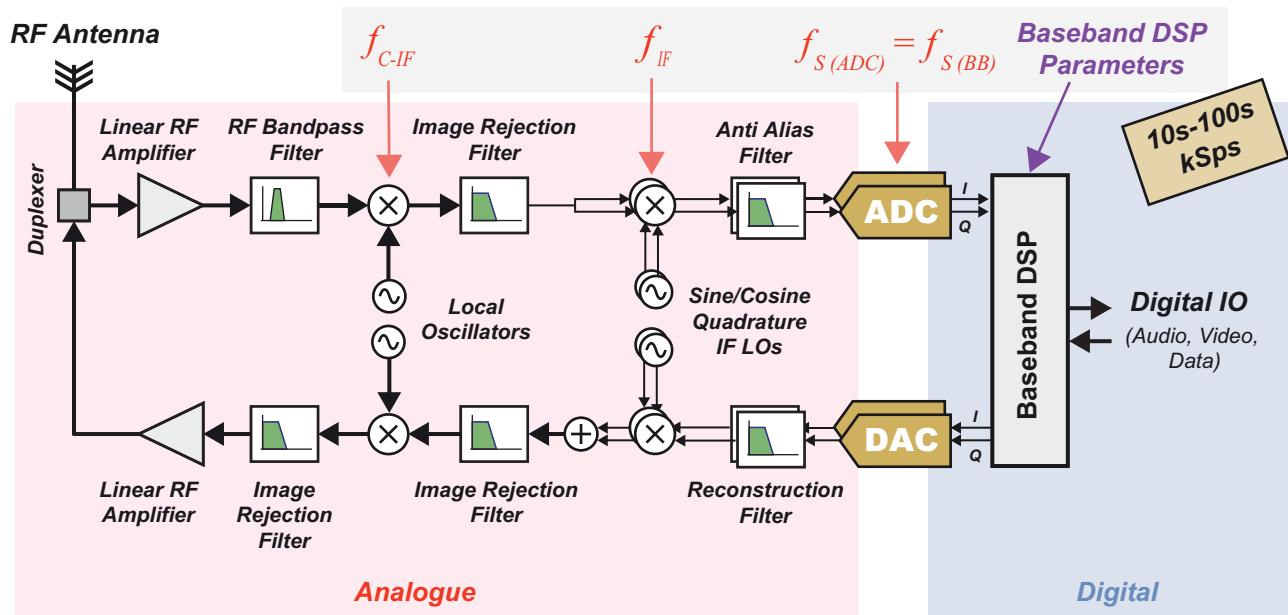 RF Antenna
f C-IF
f IF
f S (ADC) = f S (BB)
Baseband DSP
Parameters
10s-100s
kSps
Linear RF
Amplifier
RF Bandpass
Filter
Image Rejection
Filter
Anti Alias
Filter
Duplexer
ADC
I
Q
Local
Oscillators
Sine/Cosine
Quadrature
IF LOs
Baseband DSP
Digital IO
(Audio, Video,
Data)
DAC
I
Q
Linear RF
Amplifier
Image
Rejection
Filter
Image Rejection
Filter
Reconstruction
Filter
Analogue
Digital